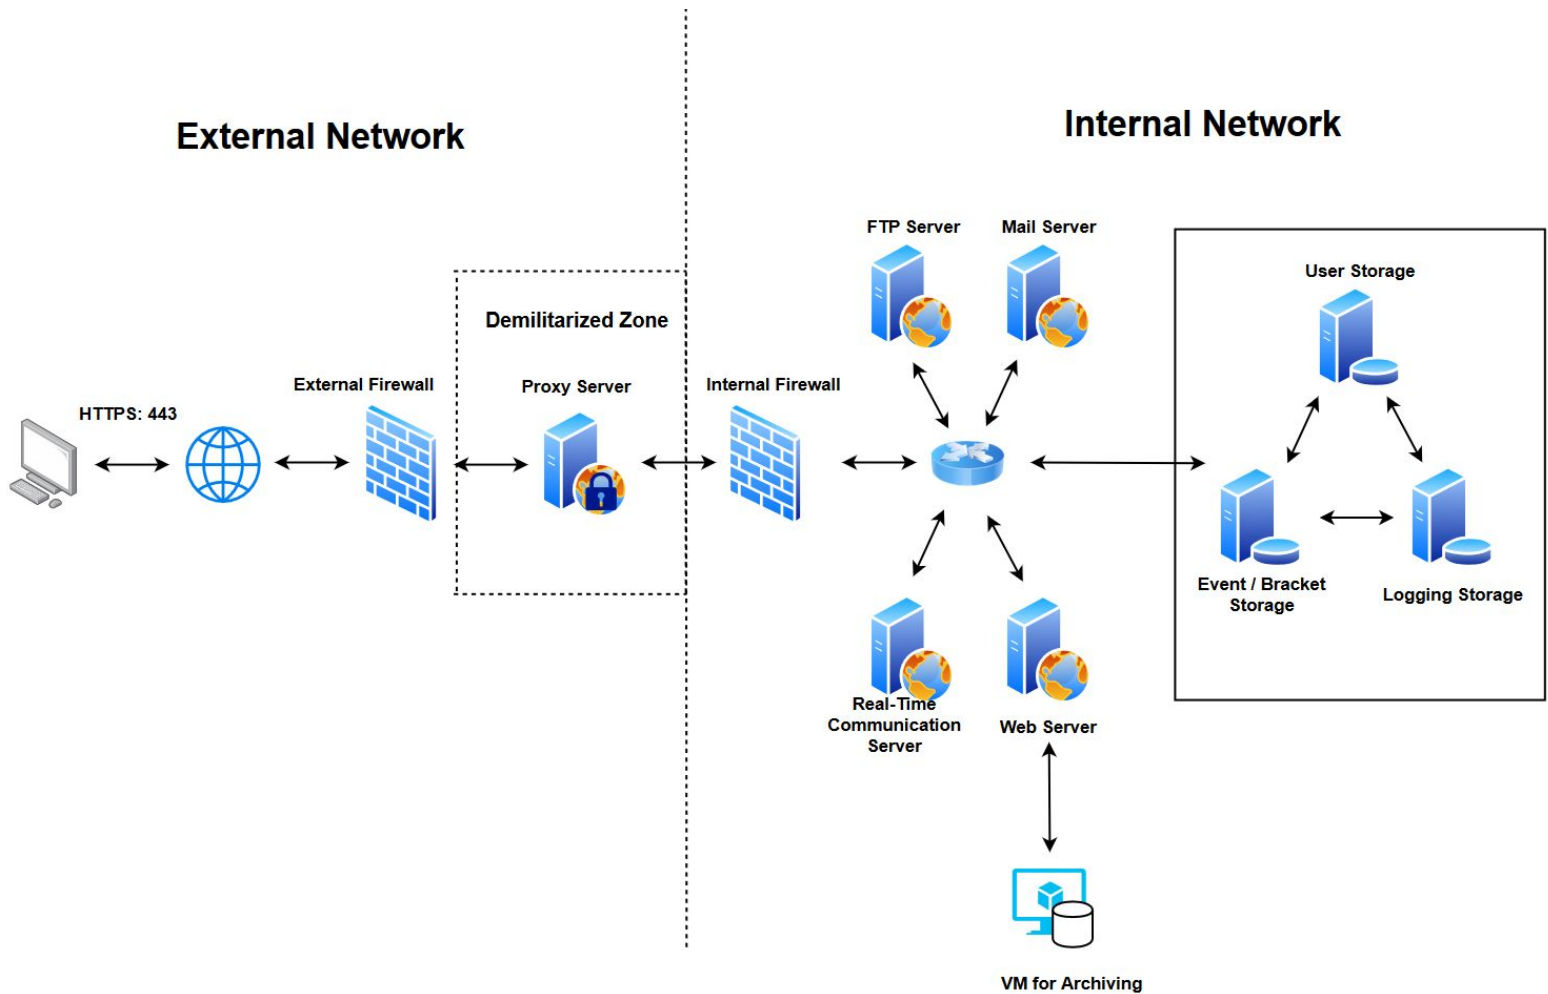 External Network
Internal Network
FTP Server
Mail Server
User Storage
Demilitarized Zone
External Firewall
Proxy Server
Internal Firewall
HTTPS: 443
Event / Bracket
Storage
Logging Storage
Real-Time
Communication
Server
Web Server
VM for Archiving